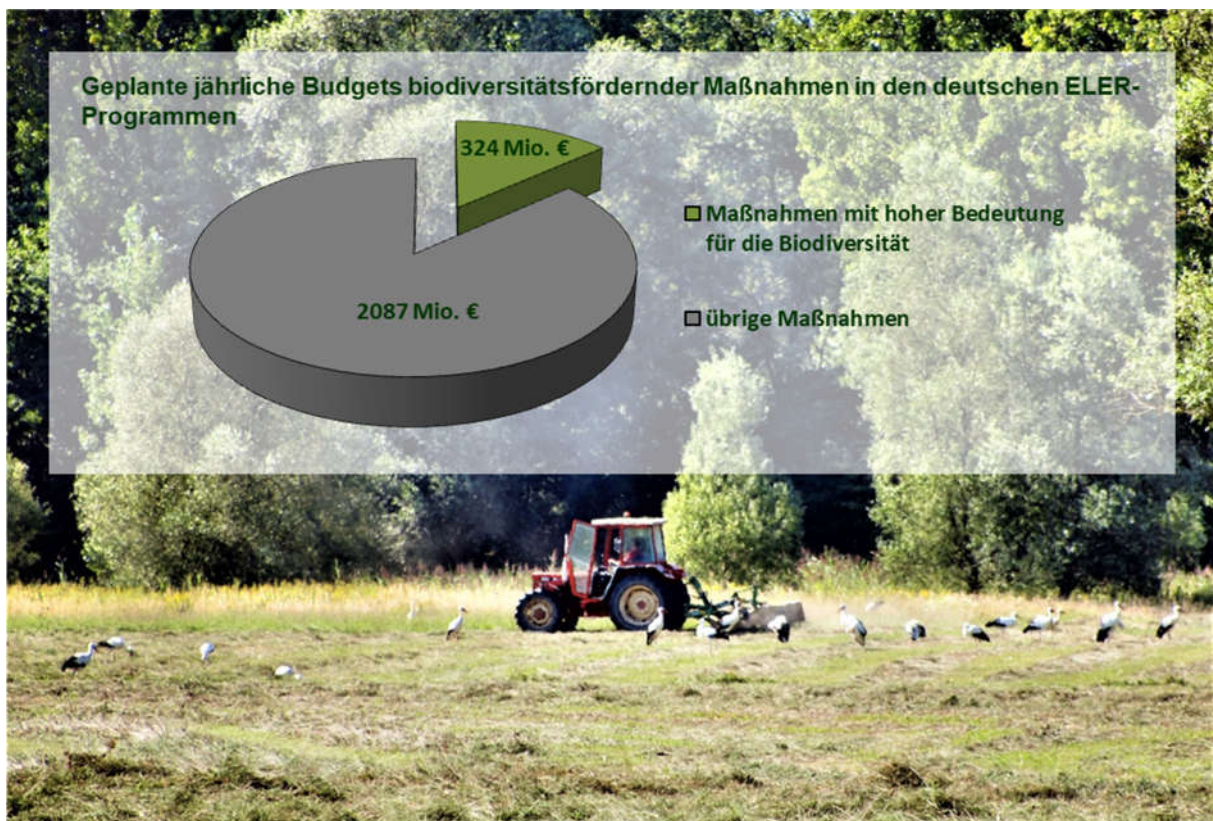 Geplante jährliche Budgets biodiversitätsfördernder Maßnahmen in den deutschen ELER-
Programmen
324 Mio. €
Maßnahmen mit hoher Bedeutung
für die Biodiversität
2087 Mio. €
übrige Maßnahmen